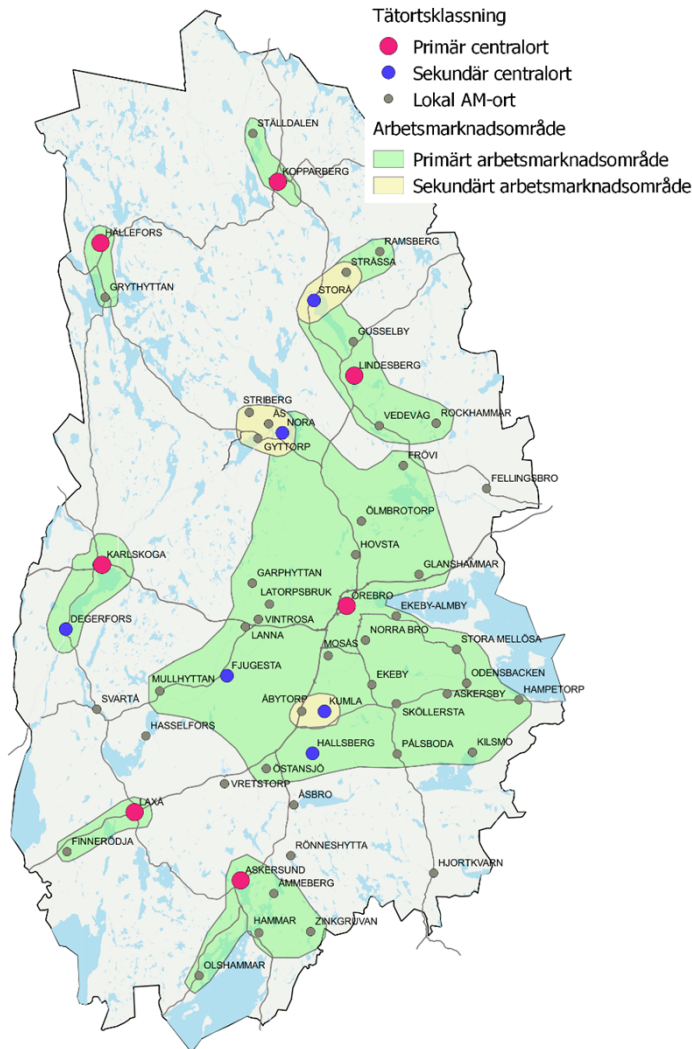 Tätortsklassning
Primär centralort
Sekundär centralort
Lokal AM-ort
Arbetsmarknadsområde
Primärt arbetsmarknadsområde
Sekundärt arbetsmarknadsområde
STÄLLDALEN
KOPPARBERG
HÄLLEFORS
RAMSBERG
STRÅSSA
GRYTHYTTAN
STORÅ
GUSSELBY
LINDESBERG
STRIBERG
ÅS
NORA
VEDEVÅG
ROCKHAMMAR
GYTTORP
FRÖVI
FELLINGSBRO
ÖLMBROTORP
HOVSTA
KARLSKOGA
GARPHYTTAN
GLANSHAMMAR
LATORPSBRUK
ÖREBRO
EKEBY-ALMBY
DEGERFORS
VINTROSA
LANNA
NORRA BRO
MOSÅS
STORA MELLÖSA
FJUGESTA
MULLHYTTAN
EKEBY
ODENSBACKEN
ASKERSBY
HAMPETORP
SVARTÅ
ÅBYTORP
KUMLA
SKÖLLERSTA
HASSELFORS
HALLSBERG
PÅLSBODA
KILSMO
ÖSTANSJÖ
VRETSTORP
ÅSBRO
LAXÅ
FINNERÖDJA
RÖNNESHYTTA
HJORTKVARN
ASKERSUND
ÅMMEBERG
HAMMAR
ZINKGRUVAN
OLSHAMMAR